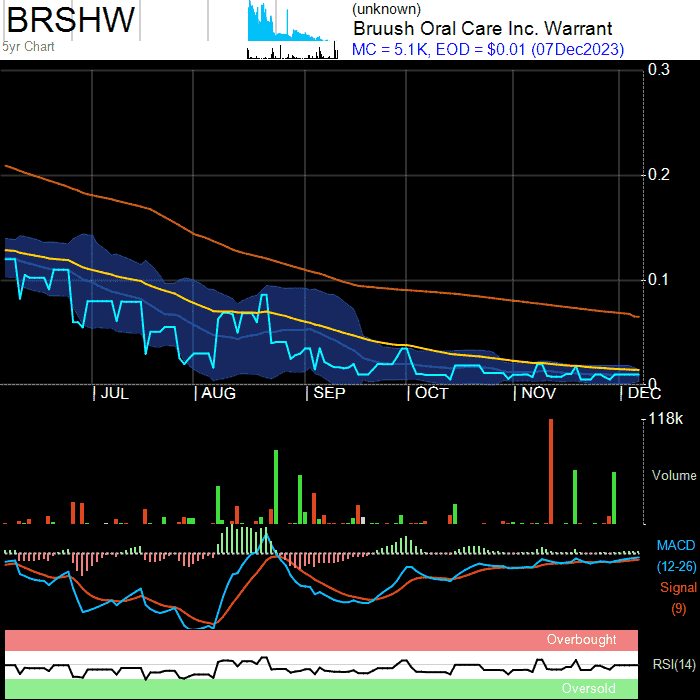 BRSHW
5yr Chart
(unknown)
Bruush Oral Care Inc. Warrant
MC = 5.1K, EOD = $0.01 (07Dec2023)
0.3
0.2
0.1
0
JUL AUG SEP OCT NOV DEC
118k
Volume
MACD
(12-26)
Signal
(9)
Overbought
RSI(14)
Oversold